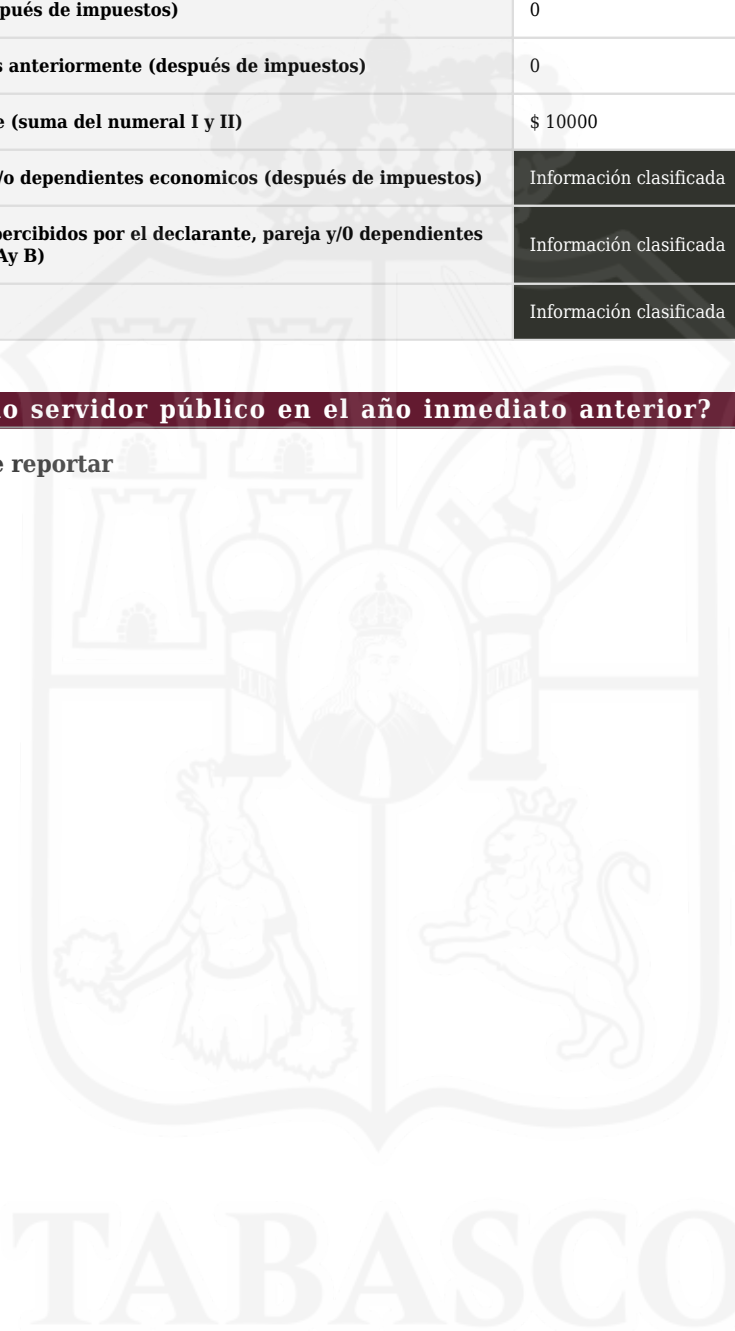 pués de impuestos)
0
s anteriormente (después de impuestos)
0
e (suma del numeral I y II)
$ 10000
/o dependientes economicos (después de impuestos)
Información clasificada
percibidos por el declarante, pareja y/0 dependientes
Ay B)
Información clasificada
Información clasificada
o servidor público en el año inmediato anterior?
e reportar
PLUS
ULTRA
TABASCO